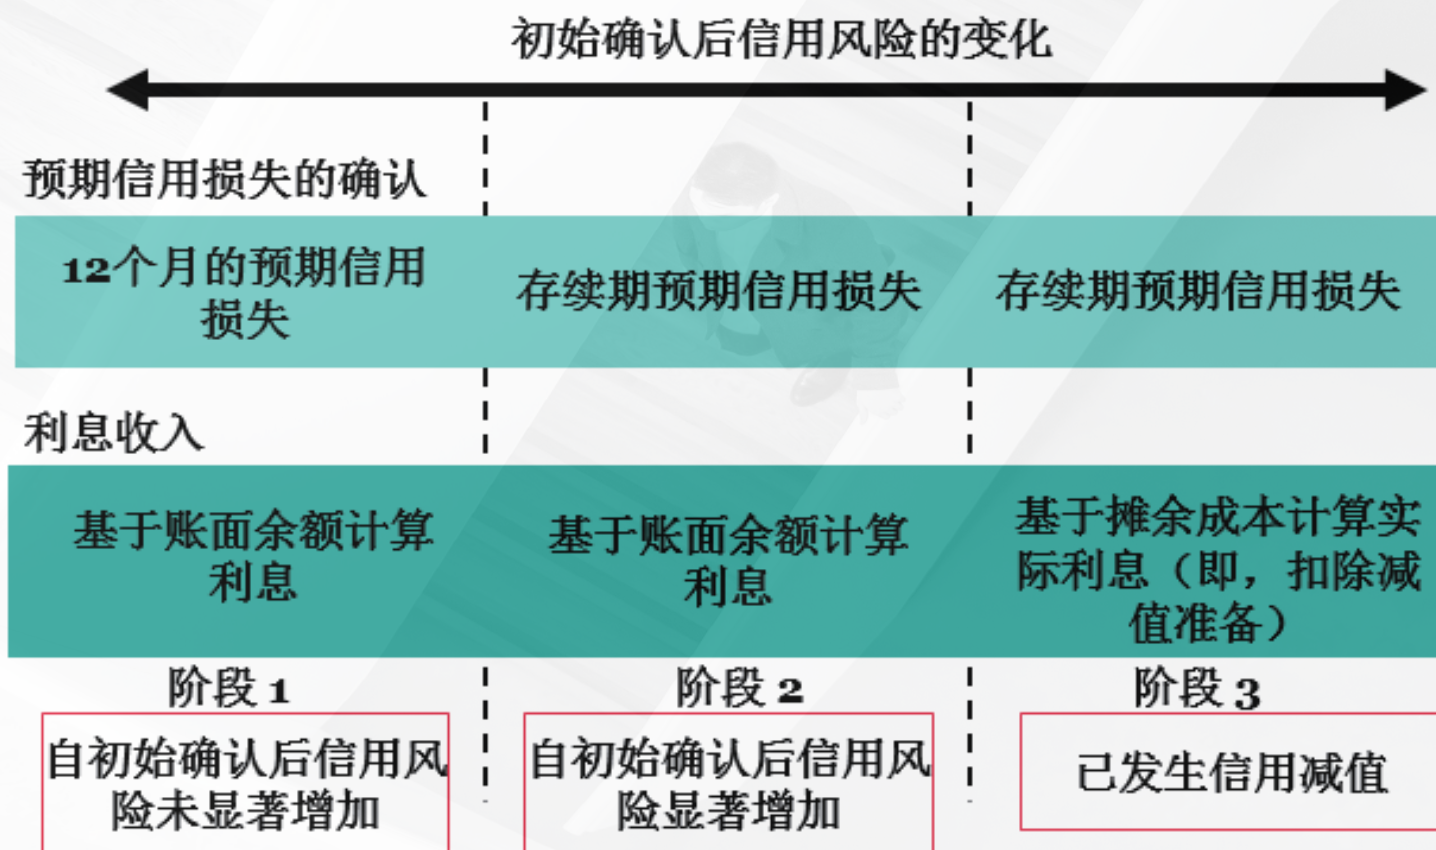 初始确认后信用风险的变化
预期信用损失的确认
12个月的预期信用
损失
存续期预期信用损失
存续期预期信用损失
利息收入
基于账面余额计算
利息
基于账面余额计算
利息
基于摊余成本计算实
际利息（即，扣除减
值准备）
阶段 1
阶段 2
阶段 3
自初始确认后信用风
险未显著增加
自初始确认后信用风
险显著增加
已发生信用减值